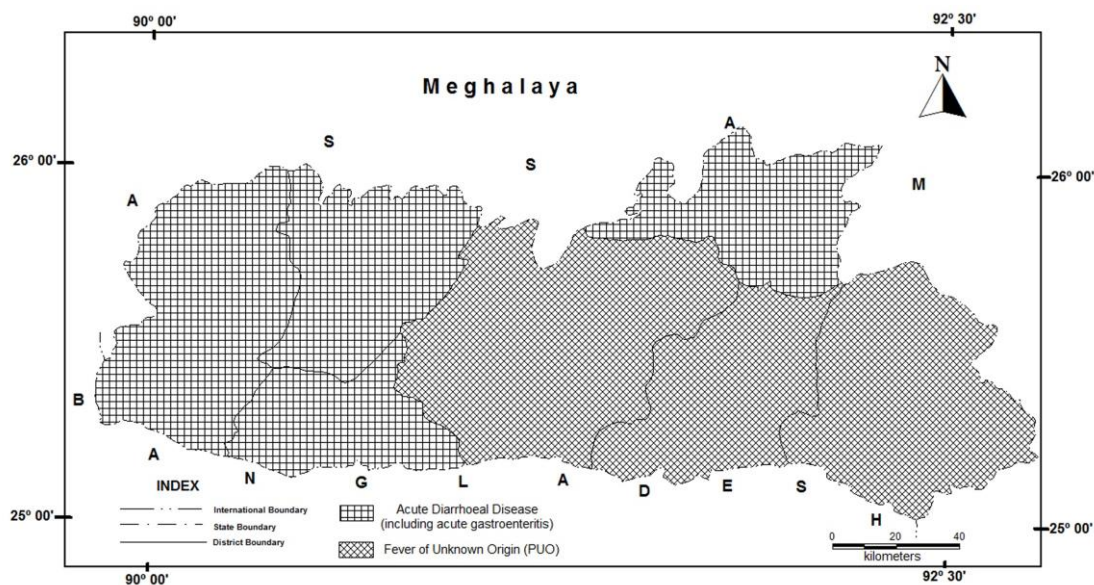 90º 00'
92º 30'
Meghalaya
N
A
S
S
26º 00'
26º 00'
A
M
B
A
N
G
L
A
D
E
S
H
INDEX
International Boundary
State Boundary
District Boundary
Acute Diarrhoeal Disease
(including acute gastroenteritis)
Fever of Unknown Origin (PUO)
25º 00'
25º 00'
0 20 40
kilometers
90º 00'
92º 30'